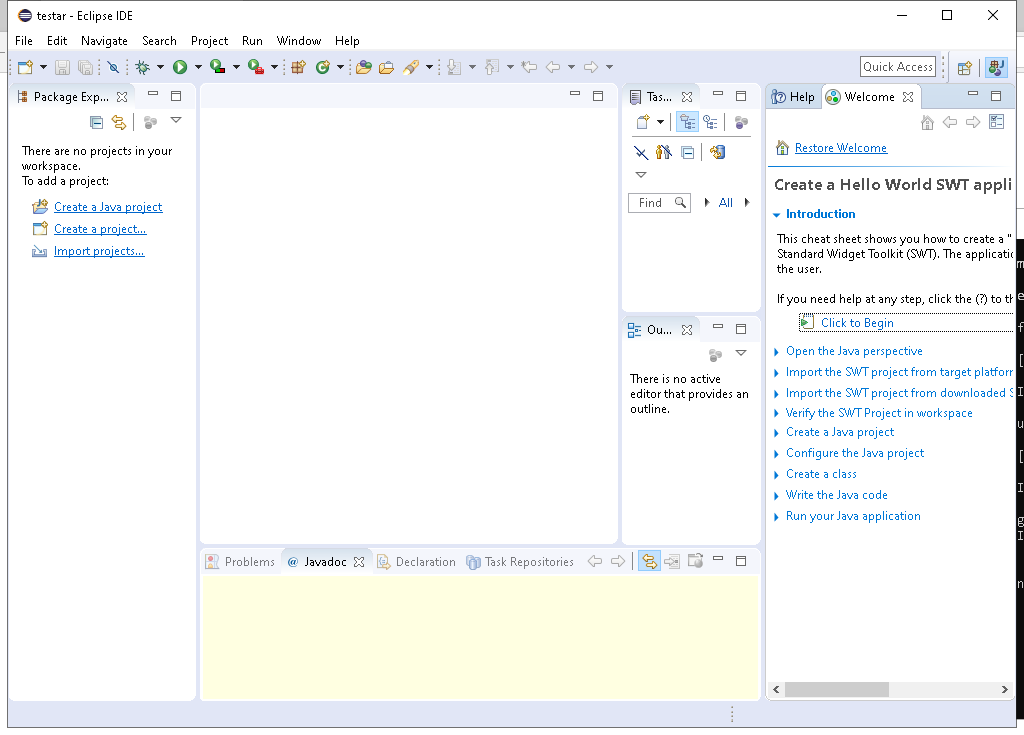 testar - Eclipse IDE
File Edit Navigate Search Project Run Window Help
Quick Access
Package Exp...
There are no projects in your
workspace.
To add a project:
Create a Java project
Create a project...
Import projects...
Tas...
Find
All
Ou...
There is no active
editor that provides an
outline.
Problems
@ Javadoc
Declaration
Task Repositories
Help
Welcome
Restore Welcome
Create a Hello World SWT appli
Introduction
This cheat sheet shows you how to create a "
Standard Widget Toolkit (SWT). The applicatio
the user.
If you need help at any step, click the (?) to th
Click to Begin
Open the Java perspective
Import the SWT project from target platfor
Import the SWT project from downloaded S
Verify the SWT Project in workspace
Create a Java project
Configure the Java project
Create a class
Write the Java code
Run your Java application